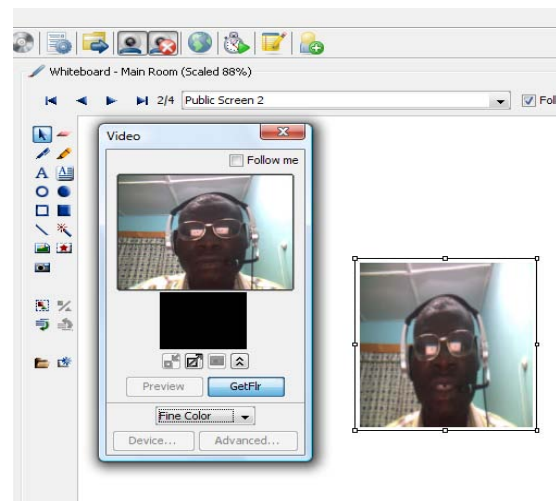 Whiteboard - Main Room (Scaled 88%)
2/4 Public Screen 2 Fol
Video
Follow me
A A
Preview GetFlr
Fine Color
Device... Advanced...